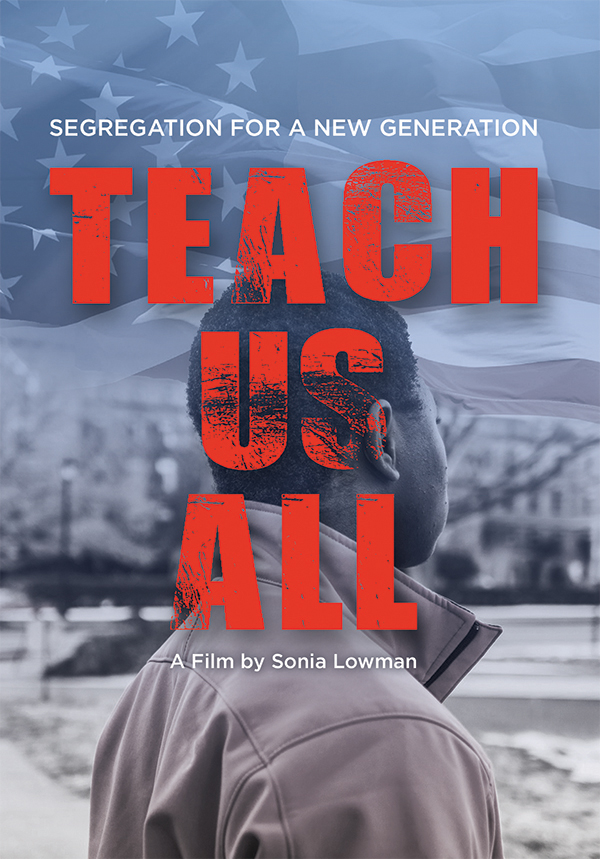 SEGREGATION FOR A NEW GENERATION
TEACH
US
ALL
A Film by Sonia Lowman